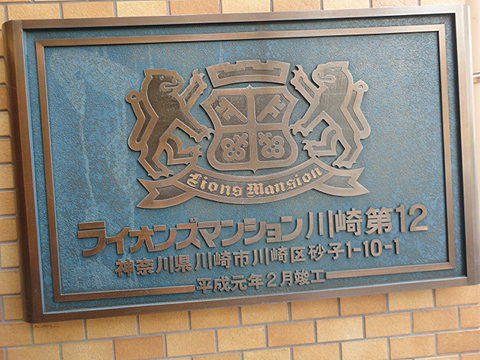 Lions Mansion
ライオンズマンション川崎第12
神奈川県川崎市川崎区砂子1-10-1
平成元年2月竣工